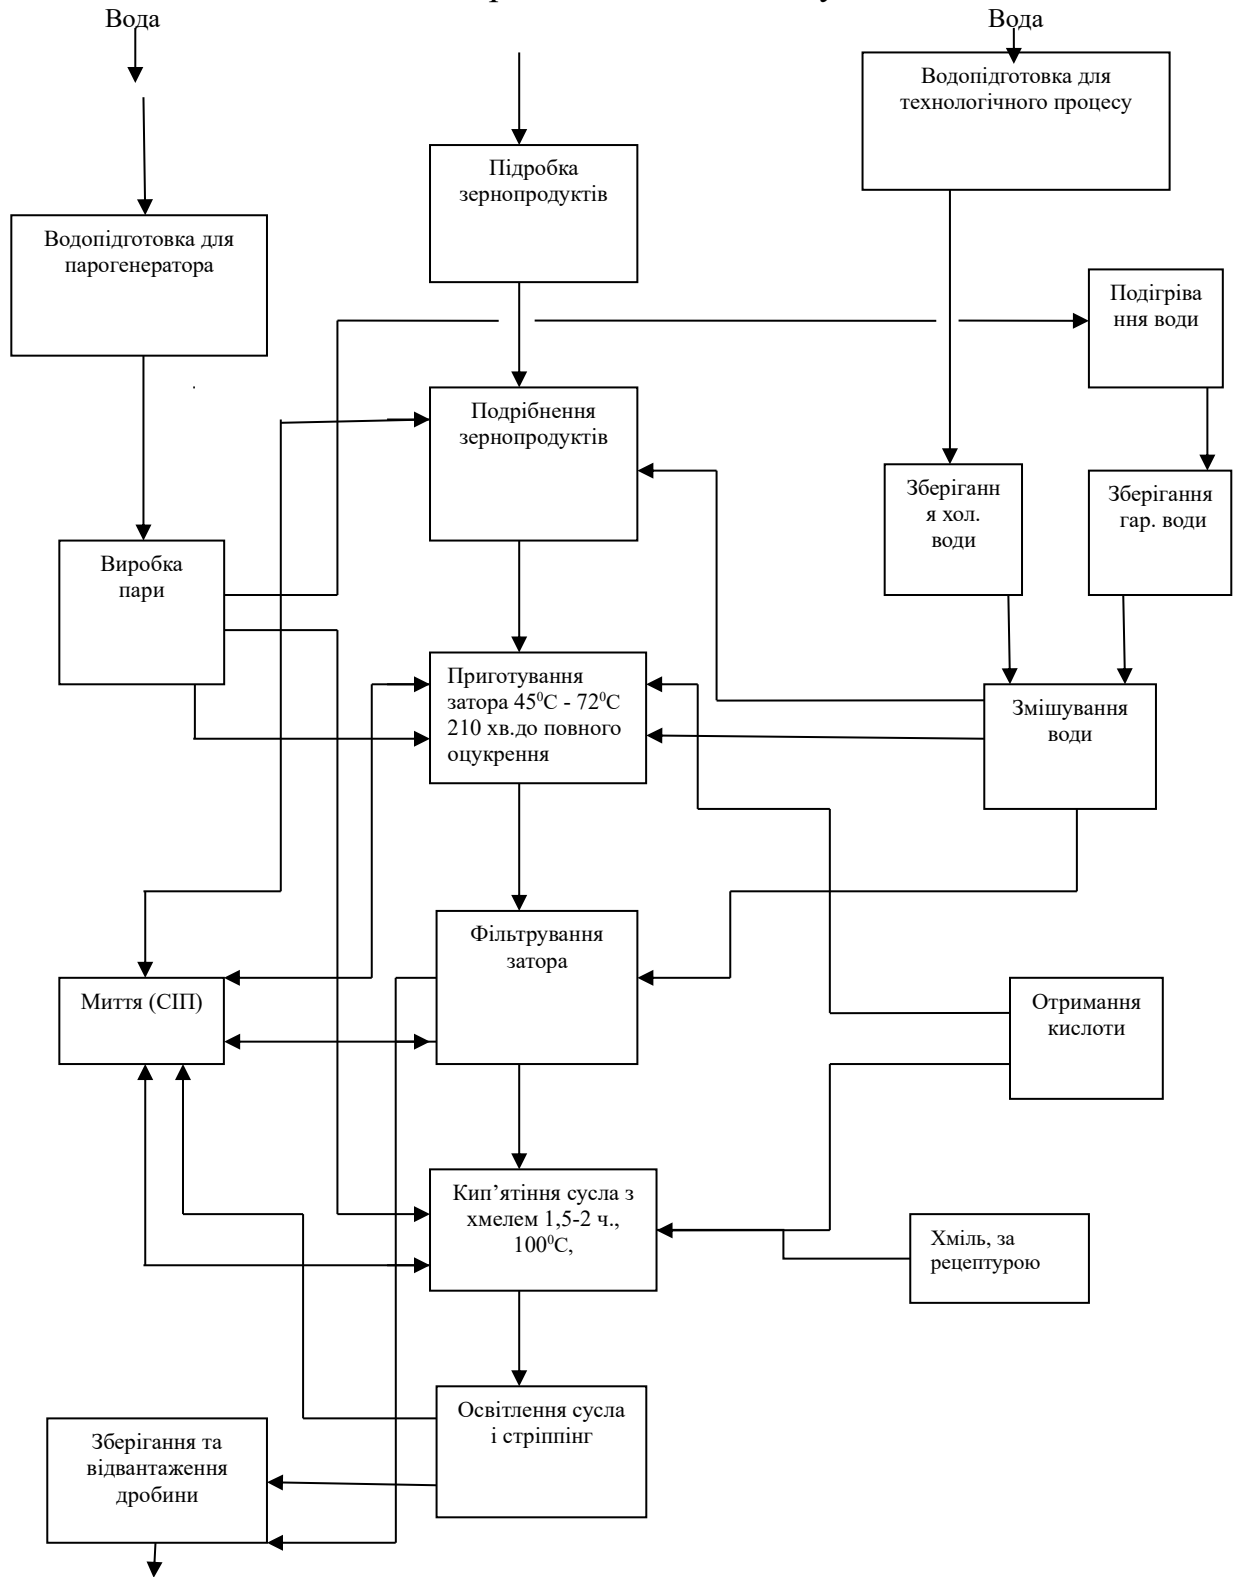 Вода
Вода
Водопідготовка для
технологічного процесу
Підробка
зернопродуктів
Водопідготовка для
парогенератора
Подігріва
ння води
Подрібнення
зернопродуктів
Зберіганн
я хол.
води
Зберігання
гар. води
Виробка
пари
Приготування
затора 45⁰С - 72⁰С
210 хв.до повного
оцукрення
Змішування
води
Фільтрування
затора
Миття (СІП)
Отримання
кислоти
Кип’ятіння сусла з
хмелем 1,5-2 ч.,
100⁰С,
Хміль, за
рецептурою
Освітлення сусла
і стріппінг
Зберігання та
відвантаження
дробини